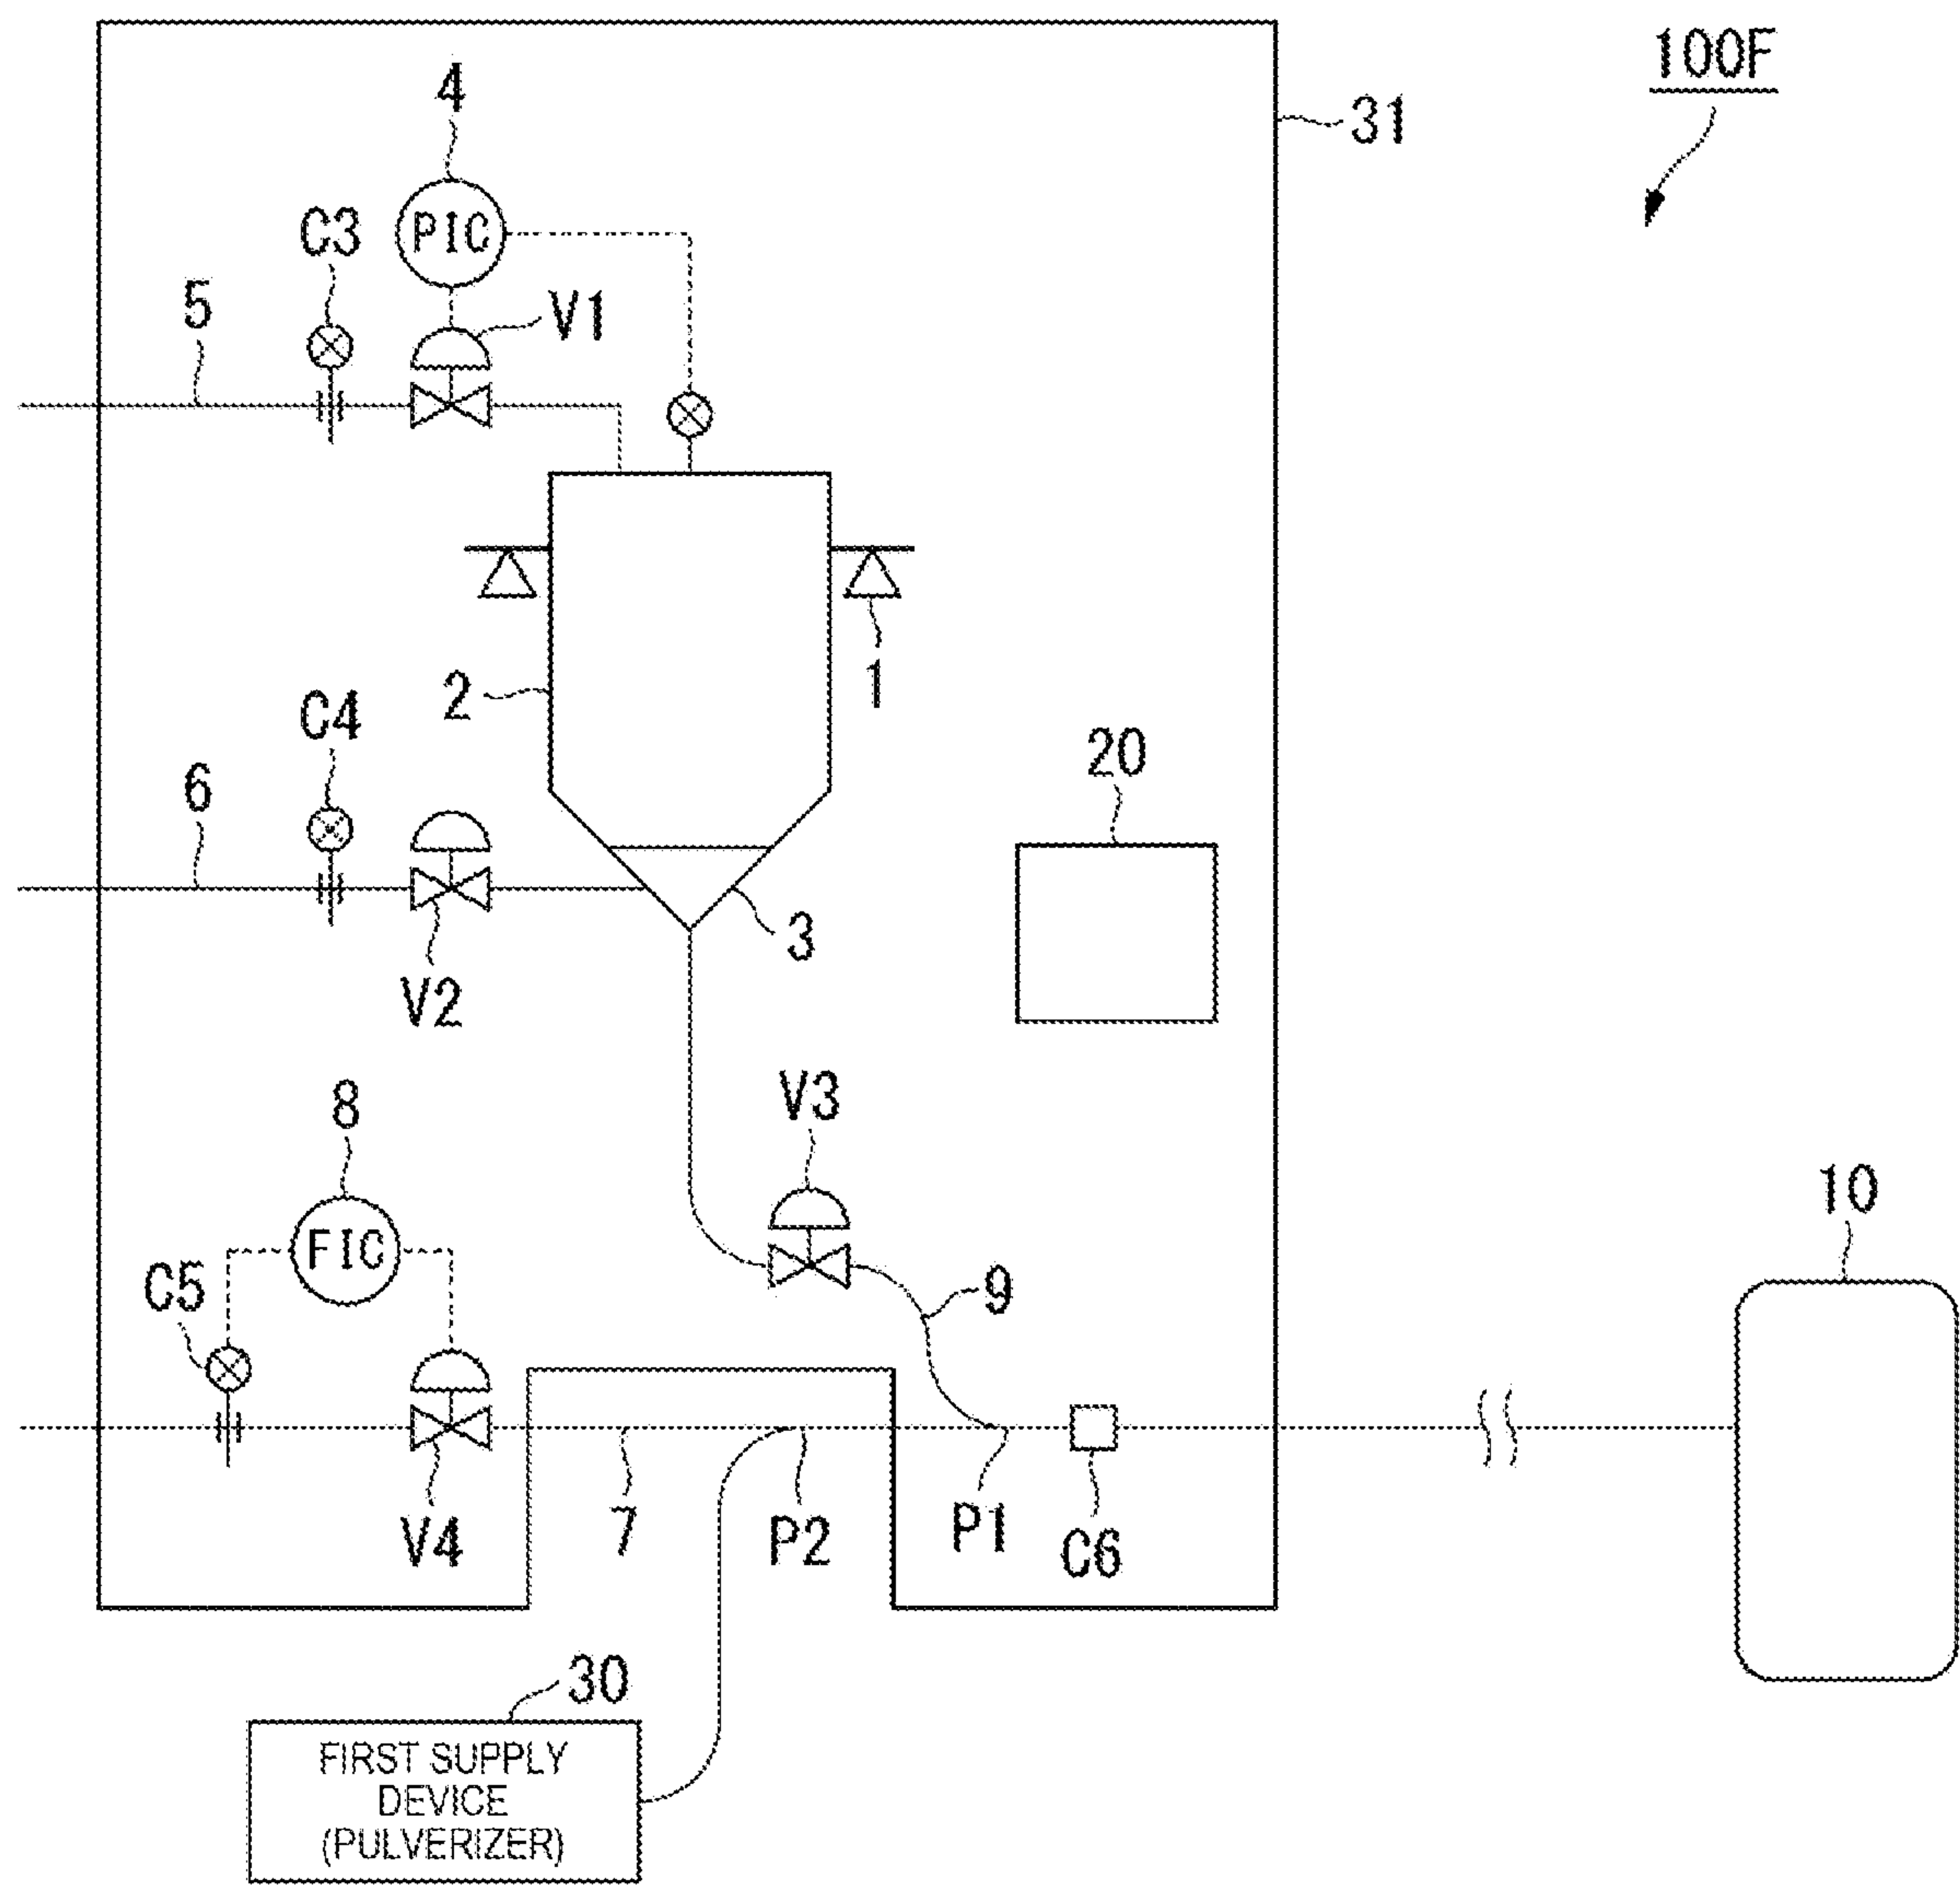 100F
31
4
PIC
C3
V1
5
1
2
C4
20
6
3
V2
V3
8
FIC
C5
9
10
V4
7
P2
P1
C6
30
FIRST SUPPLY
DEVICE
(PULVERIZER)